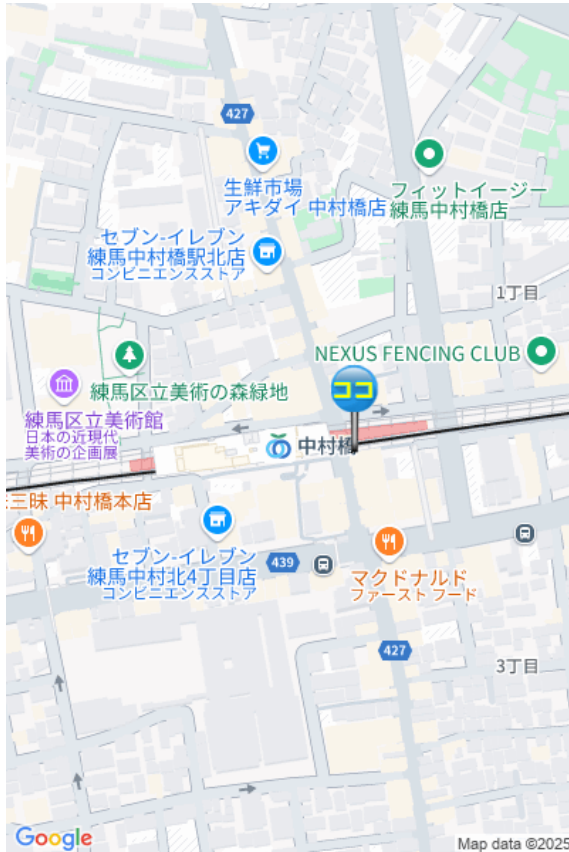 427
生鮮市場
アキダイ 中村橋店
フィットイージー
練馬中村橋店
セブン-イレブン
練馬中村橋駅北店
コンビニエンスストア
1丁目
NEXUS FENCING CLUB
練馬区立美術の森緑地
ココ
練馬区立美術館
日本の近現代
美術の企画展
中村橋
三昧 中村橋本店
セブン-イレブン
練馬中村北4丁目店
コンビニエンスストア
439
マクドナルド
ファースト フード
427
3丁目
Google
Map data ©2025